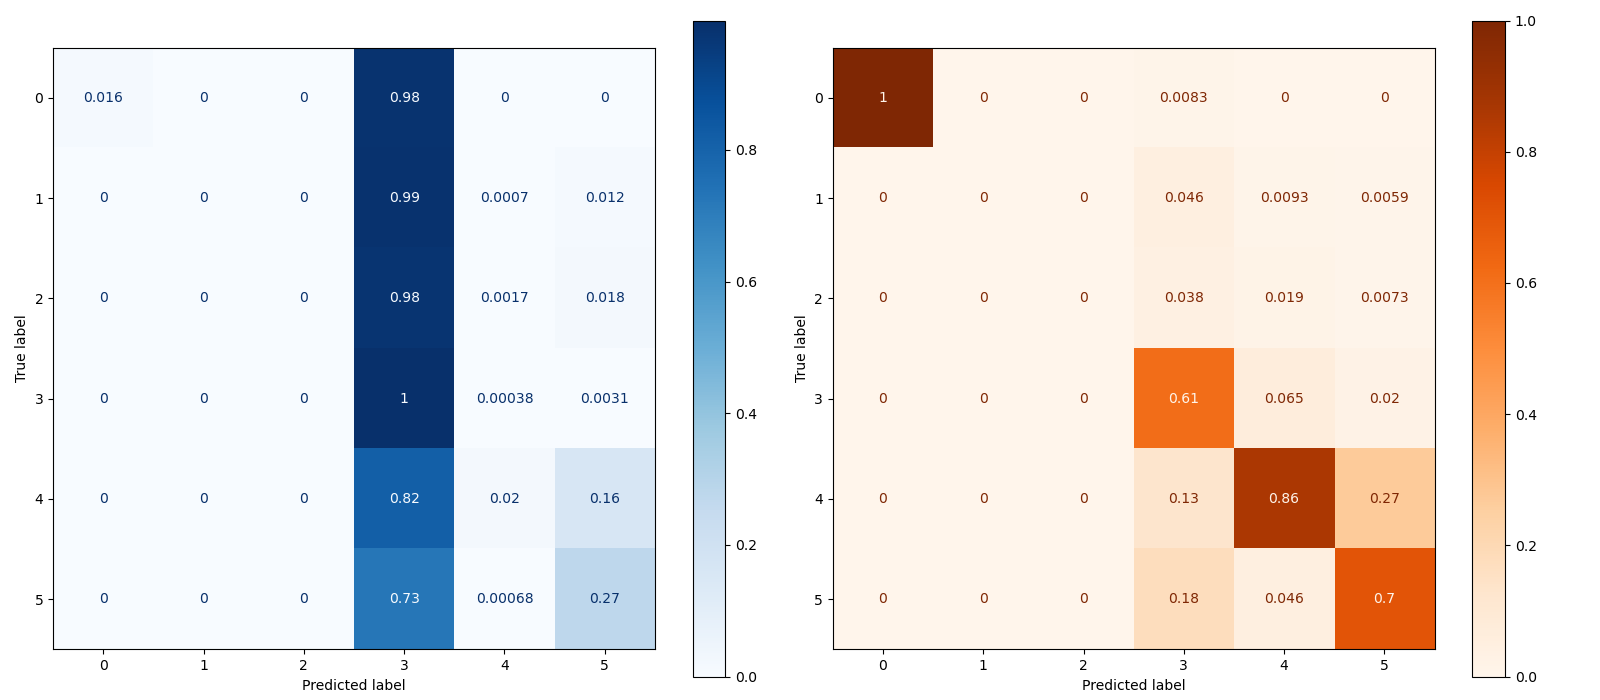 0 0.016 0 0 0.98 0 0
1 0 0 0 0.99 0.0007 0.012
2 0 0 0 0.98 0.0017 0.018
3 0 0 0 1 0.00038 0.0031
4 0 0 0 0.82 0.02 0.16
5 0 0 0 0.73 0.00068 0.27
0 1 2 3 4 5
True label
Predicted label
0.8
0.6
0.4
0.2
0.0
0 1 0 0 0.0083 0 0
1 0 0 0 0.046 0.0093 0.0059
2 0 0 0 0.038 0.019 0.0073
3 0 0 0 0.61 0.065 0.02
4 0 0 0 0.13 0.86 0.27
5 0 0 0 0.18 0.046 0.7
0 1 2 3 4 5
True label
Predicted label
1.0
0.8
0.6
0.4
0.2
0.0